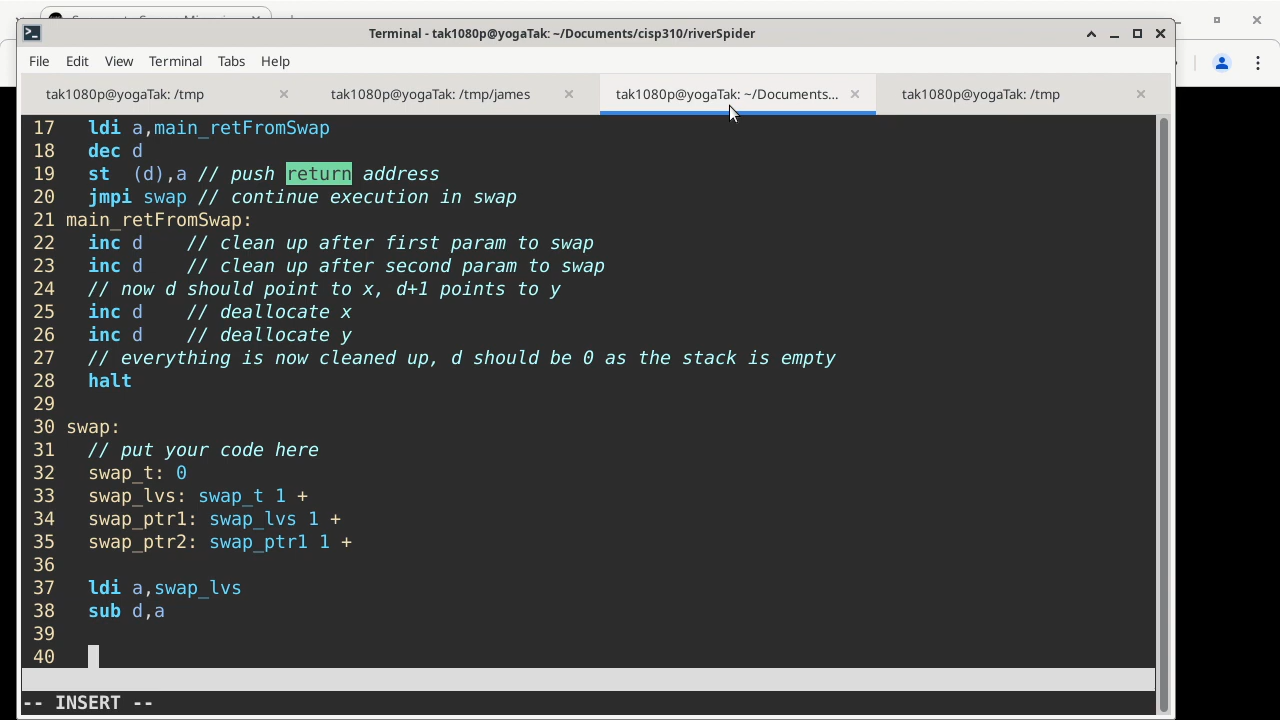 Terminal - tak1080p@yogaTak: ~/Documents/cisp310/riverSpider
File Edit View Terminal Tabs Help
tak1080p@yogaTak: /tmp tak1080p@yogaTak: /tmp/james tak1080p@yogaTak: ~/Documents... tak1080p@yogaTak: /tmp
17 ldi a,main_retFromSwap
18 dec d
19 st (d),a // push return address
20 jmpi swap // continue execution in swap
21 main_retFromSwap:
22 inc d // clean up after first param to swap
23 inc d // clean up after second param to swap
24 // now d should point to x, d+1 points to y
25 inc d // deallocate x
26 inc d // deallocate y
27 // everything is now cleaned up, d should be 0 as the stack is empty
28 halt
29
30 swap:
31 // put your code here
32 swap_t: 0
33 swap_lvs: swap_t 1 +
34 swap_ptr1: swap_lvs 1 +
35 swap_ptr2: swap_ptr1 1 +
36
37 ldi a,swap_lvs
38 sub d,a
39
40
-- INSERT --